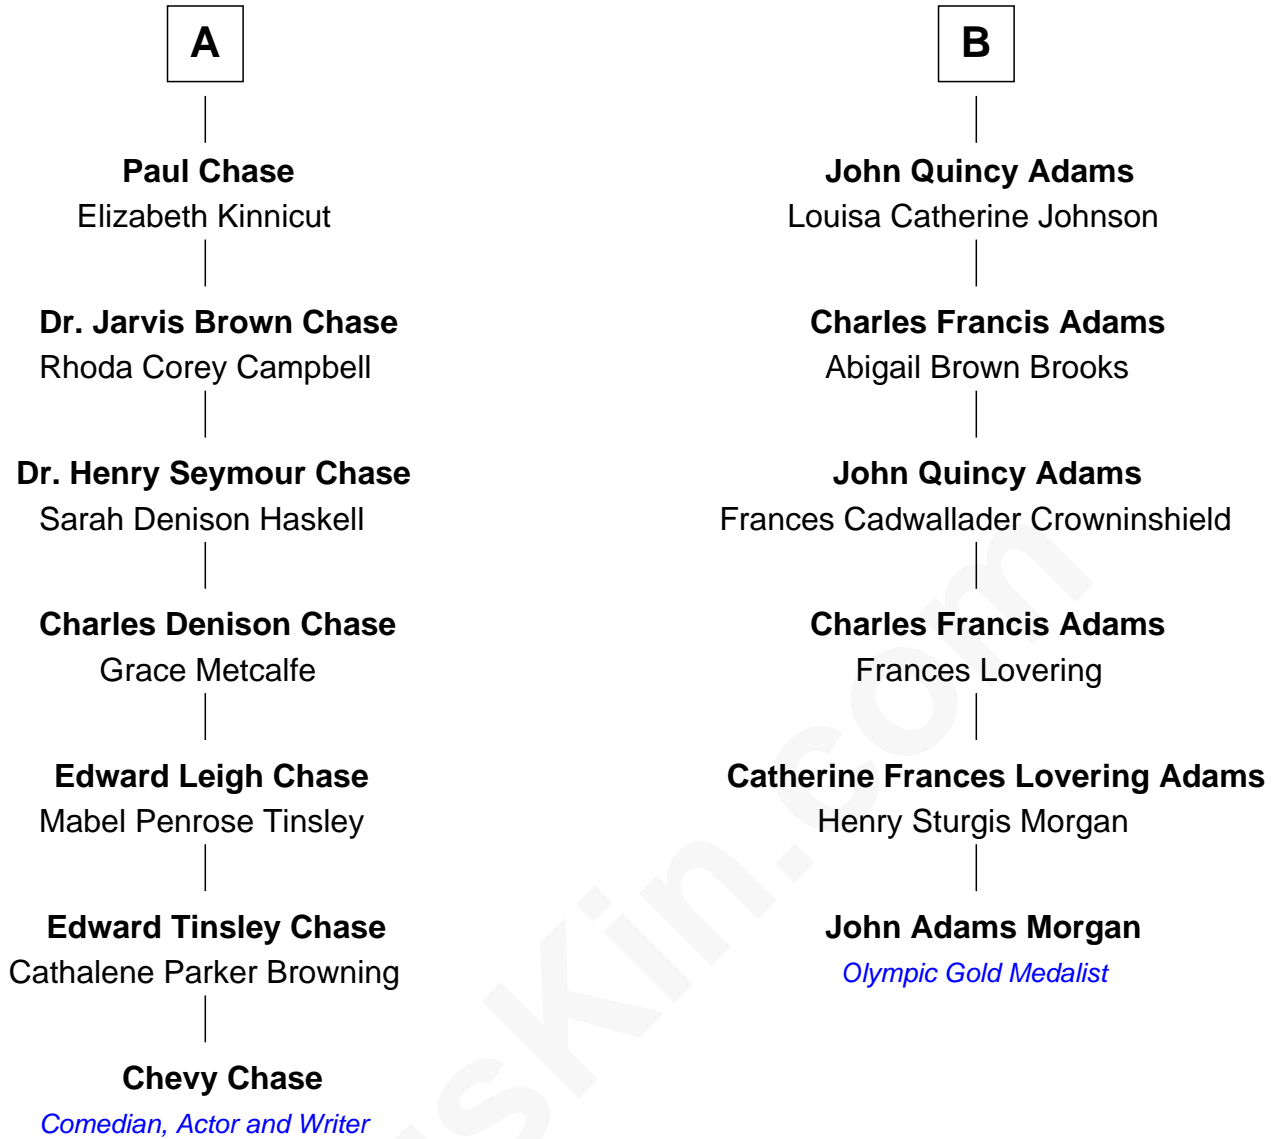 A
Paul Chase
Elizabeth Kinnicut
Dr. Jarvis Brown Chase
Rhoda Corey Campbell
Dr. Henry Seymour Chase
Sarah Denison Haskell
Charles Denison Chase
Grace Metcalfe
Edward Leigh Chase
Mabel Penrose Tinsley
Edward Tinsley Chase
Cathalene Parker Browning
Chevy Chase
Comedian, Actor and Writer
B
John Quincy Adams
Louisa Catherine Johnson
Charles Francis Adams
Abigail Brown Brooks
John Quincy Adams
Frances Cadwallader Crowninshield
Charles Francis Adams
Frances Lovering
Catherine Frances Lovering Adams
Henry Sturgis Morgan
John Adams Morgan
Olympic Gold Medalist
sKin.com